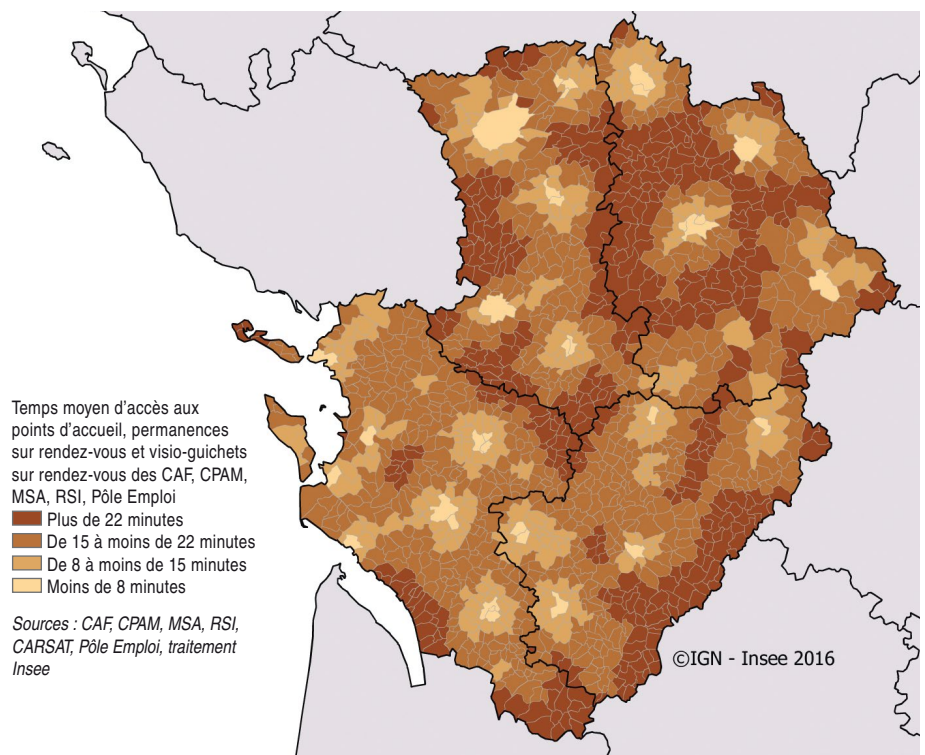 Temps moyen d'accès aux
points d'accueil, permanences
sur rendez-vous et visio-guichets
sur rendez-vous des CAF, CPAM,
MSA, RSI, Pôle Emploi
Plus de 22 minutes
De 15 à moins de 22 minutes
De 8 à moins de 15 minutes
Moins de 8 minutes
Sources : CAF, CPAM, MSA, RSI,
CARSAT, Pôle Emploi, traitement
Insee
©IGN - Insee 2016